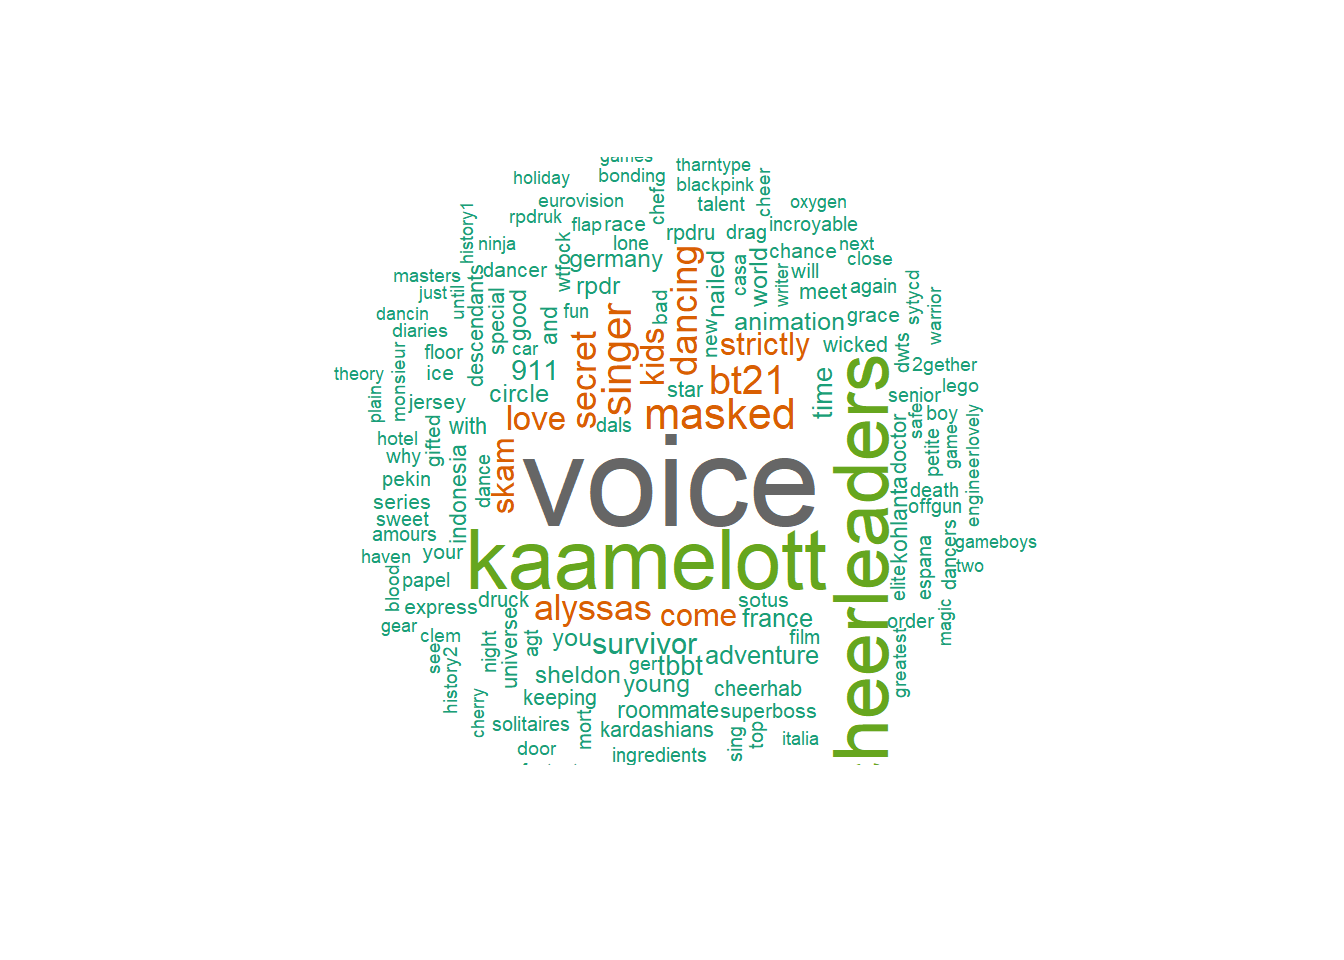 games
tharntype
holiday
bonding
blackpink
cheer
eurovision
chef
talent
oxygen
history1
rpdruk
flap
race
rpdru
drag
incroyable
ninja
lone
chance
next
wtfock
germany
dancing
nailed
casa
world
writer
will
close
masters
descendants
dancer
rpdr
meet
again
sytycd
just
until
special
good
and
fun
bad
new
animation
grace
warrior
dancin
diaries
car
secret
singer
kids
strictly
wicked
dwts
floor
911
2gether
theory
monsieur
ice
circle
star
bt21
time
senior
lego
plain
jersey
love
dals
masked
heerleaders
safe
boy
hotel
gifted
with
voice
doctor
petite
game
lovely
why
indonesia
dance
skam
kohlanta
engineer
pekin
series
death
sweet
offgun
amours
kaamelott
elite
espana
dancers
gameboys
haven
your
two
blood
papel
express
druck
alyssas
come
sotus
france
order
magic
gear
clem
universe
agt
you
survivor
film
see
night
ger
tbbt
adventure
greatest
history2
sheldon
young
cheerhab
cherry
keeping
solitaires
mort
roommate
superboss
kardashians
sing
top
italia
door
ingredients